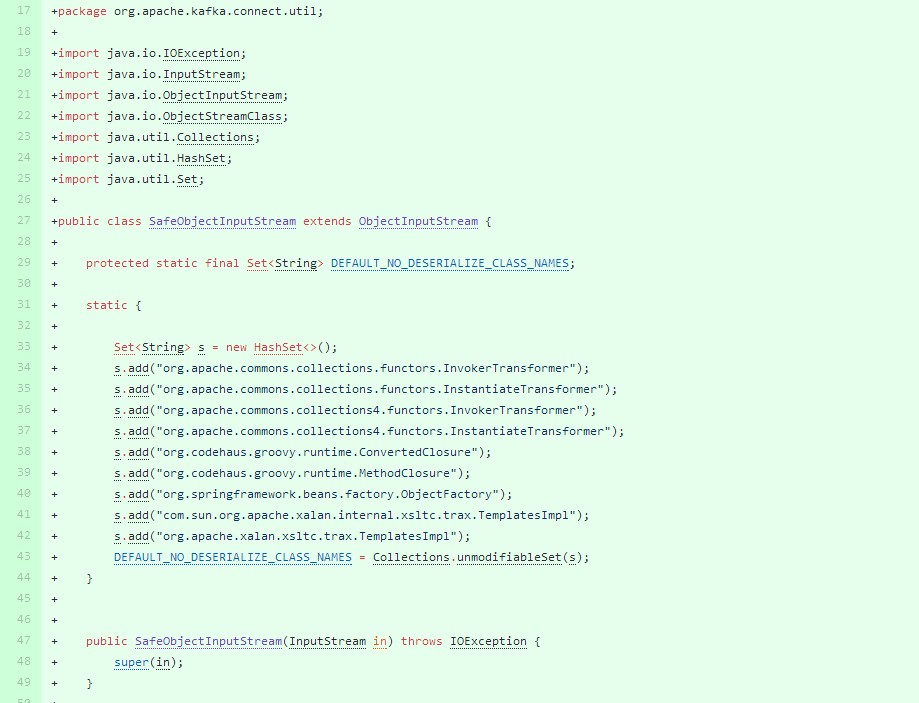 17 +package org.apache.kafka.connect.util;
18 +
19 +import java.io.IOException;
20 +import java.io.InputStream;
21 +import java.io.ObjectInputStream;
22 +import java.io.ObjectStreamClass;
23 +import java.util.Collections;
24 +import java.util.HashSet;
25 +import java.util.Set;
26 +
27 +public class SafeObjectInputStream extends ObjectInputStream {
28 +
29 +    protected static final Set<String> DEFAULT_NO_DESERIALIZE_CLASS_NAMES;
30 +
31 +    static {
32 +
33 +        Set<String> s = new HashSet<>();
34 +        s.add("org.apache.commons.collections.functors.InvokerTransformer");
35 +        s.add("org.apache.commons.collections.functors.InstantiateTransformer");
36 +        s.add("org.apache.commons.collections4.functors.InvokerTransformer");
37 +        s.add("org.apache.commons.collections4.functors.InstantiateTransformer");
38 +        s.add("org.codehaus.groovy.runtime.ConvertedClosure");
39 +        s.add("org.codehaus.groovy.runtime.MethodClosure");
40 +        s.add("org.springframework.beans.factory.ObjectFactory");
41 +        s.add("com.sun.org.apache.xalan.internal.xsltc.trax.TemplatesImpl");
42 +        s.add("org.apache.xalan.xsltc.trax.TemplatesImpl");
43 +        DEFAULT_NO_DESERIALIZE_CLASS_NAMES = Collections.unmodifiableSet(s);
44 +    }
45 +
46 +
47 +    public SafeObjectInputStream(InputStream in) throws IOException {
48 +        super(in);
49 +    }